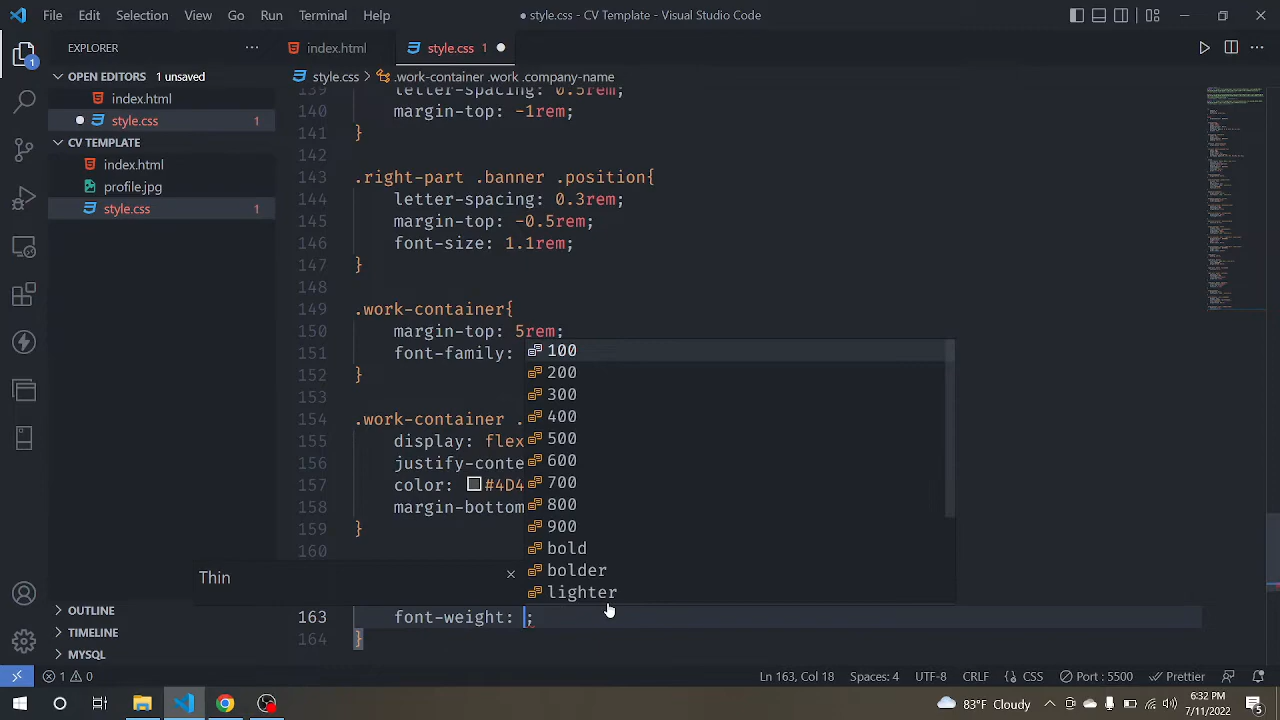 File Edit Selection View Go Run Terminal Help
style.css - CV Template - Visual Studio Code
EXPLORER
index.html
style.css 1
OPEN EDITORS 1 unsaved
style.css > .work-container .work .company-name
index.html
style.css 1
CV TEMPLATE
index.html
profile.jpg
style.css 1
139 letter-spacing: 0.5rem;
140 margin-top: -1rem;
141 }
142
143 .right-part .banner .position{
144 letter-spacing: 0.3rem;
145 margin-top: -0.5rem;
146 font-size: 1.1rem;
147 }
148
149 .work-container{
150 margin-top: 5rem;
151 font-family:
152 }
153
154 .work-container .
155 display: flex
156 justify-conte
157 color: #4D4
158 margin-bottom
159 }
160
163 font-weight: ;
164 }
100
200
300
400
500
600
700
800
900
bold
bolder
lighter
Thin
OUTLINE
TIMELINE
MYSQL
1
1 0
Ln 163, Col 18
Spaces: 4
UTF-8
CRLF
CSS
Port : 5500
Prettier
89°F Cloudy
6:32 PM
7/11/2022
5